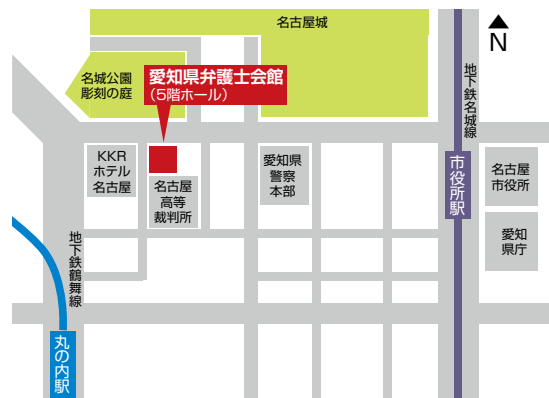 名古屋城
N
名城公園
彫刻の庭
愛知県弁護士会館
（5階ホール）
地下鉄名城線
KKR
ホテル
名古屋
名古屋
高等
裁判所
愛知県
警察
本部
市役所駅
名古屋
市役所
愛知
県庁
地下鉄鶴舞線
丸の内駅